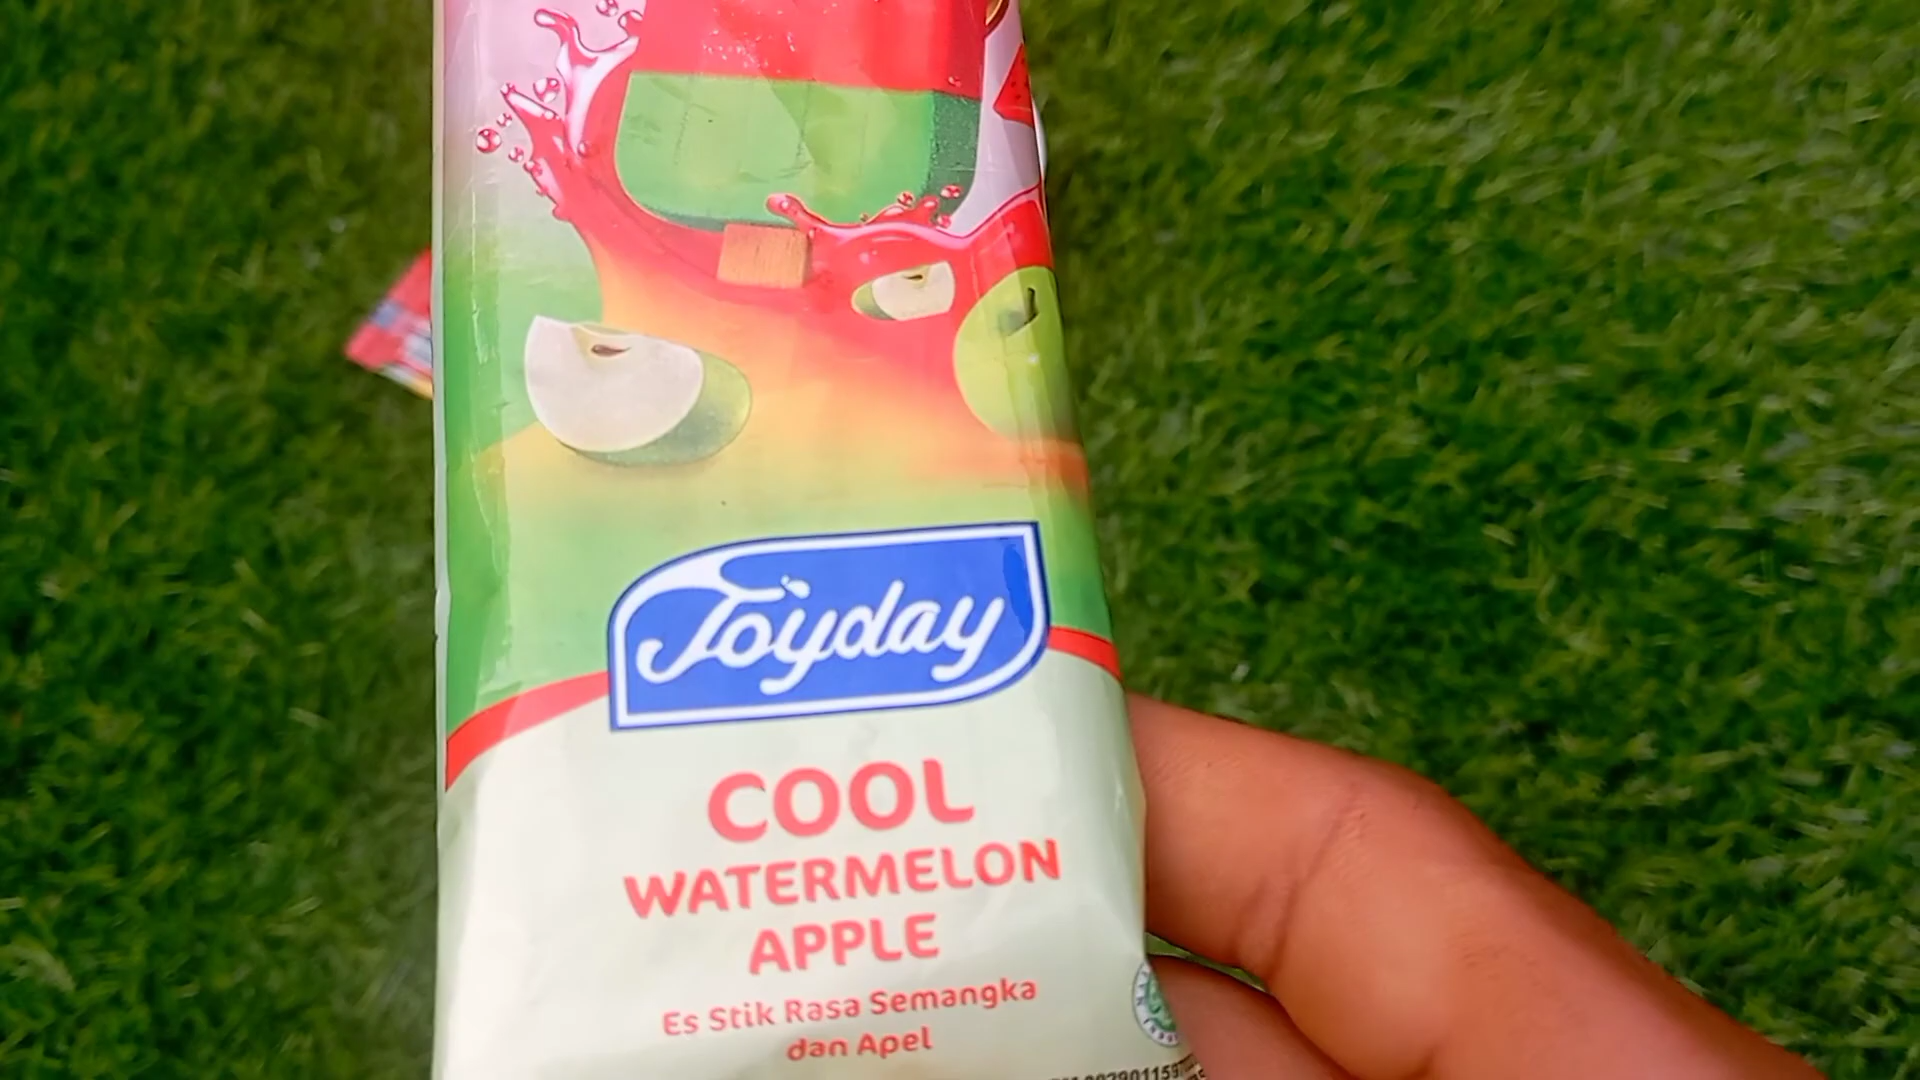 Joyday
COOL
WATERMELON
APPLE
Es Stik Rasa Semangka
dan Apel